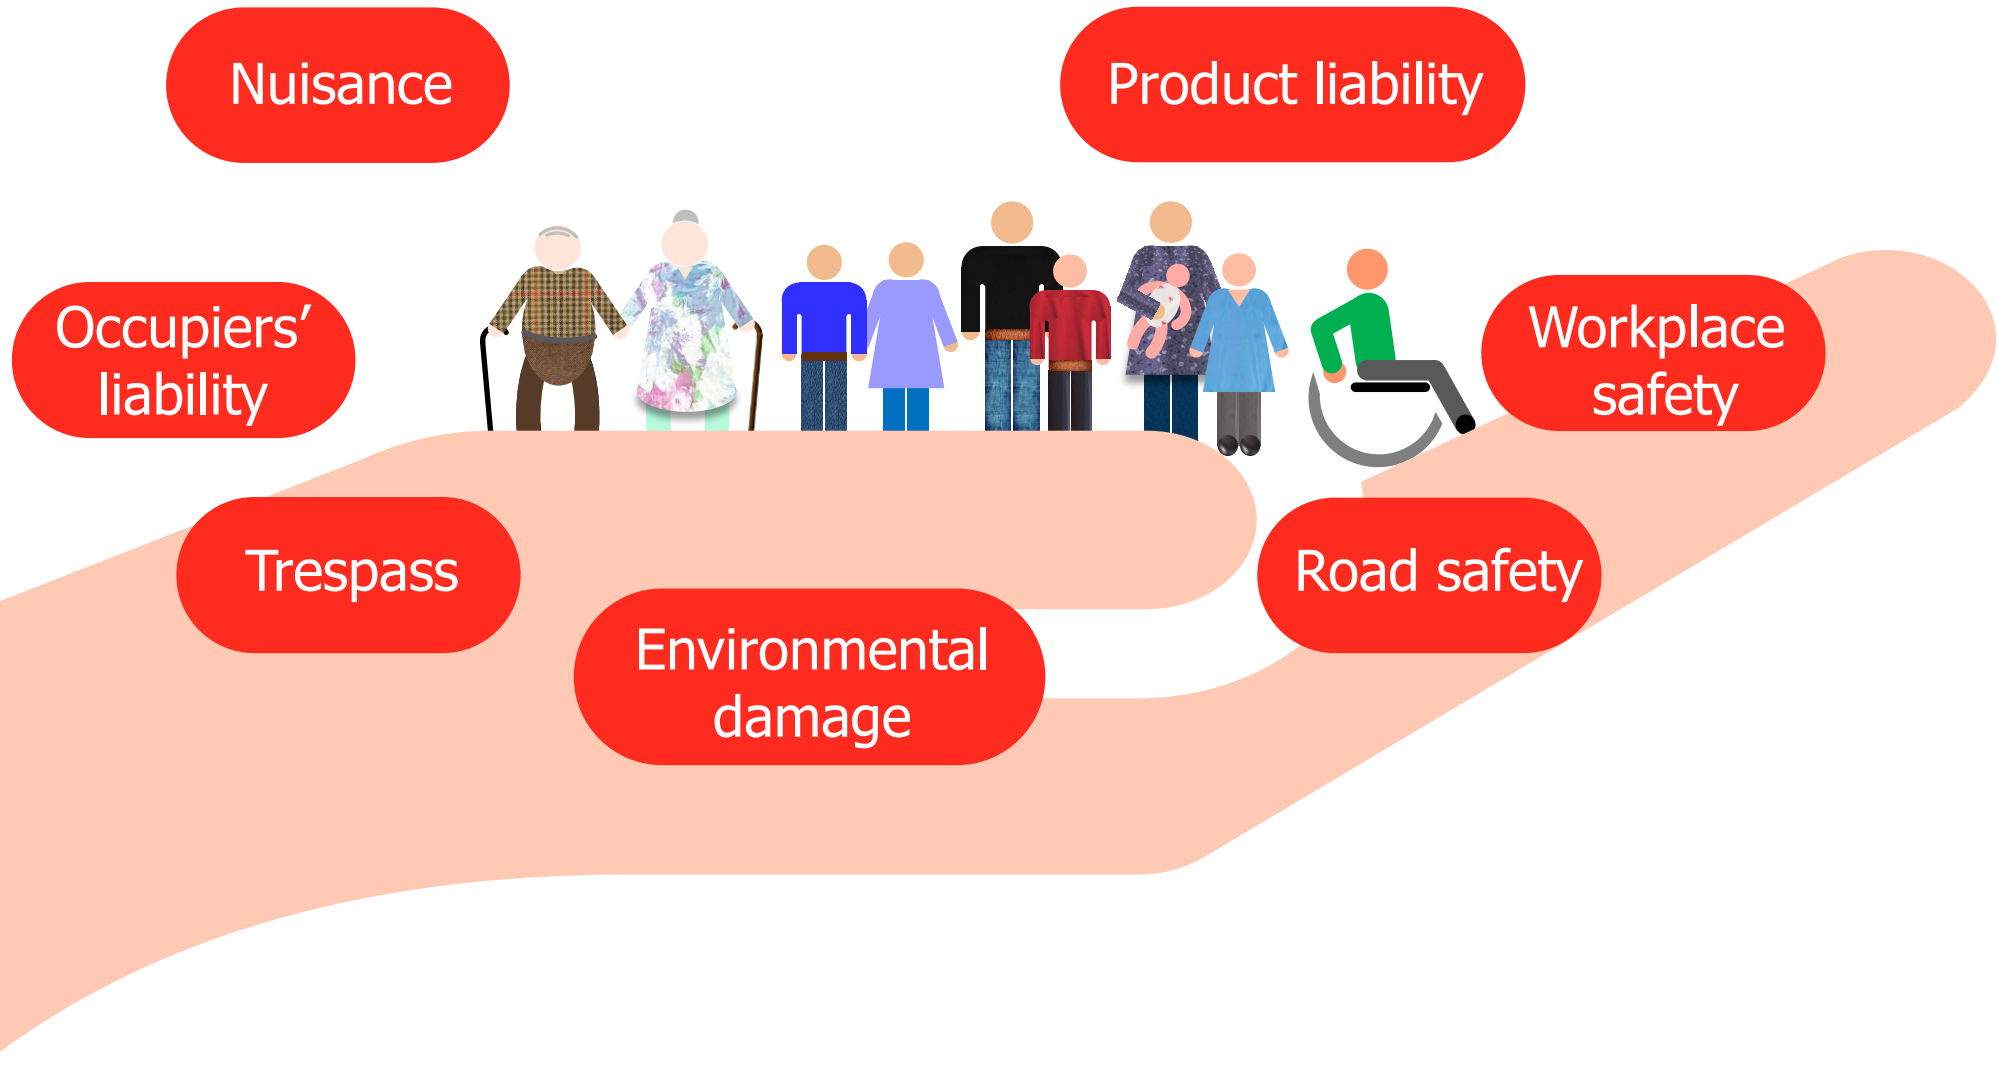 Nuisance
Product liability
Occupiers’
liability
Workplace
safety
Trespass
Road safety
Environmental
damage